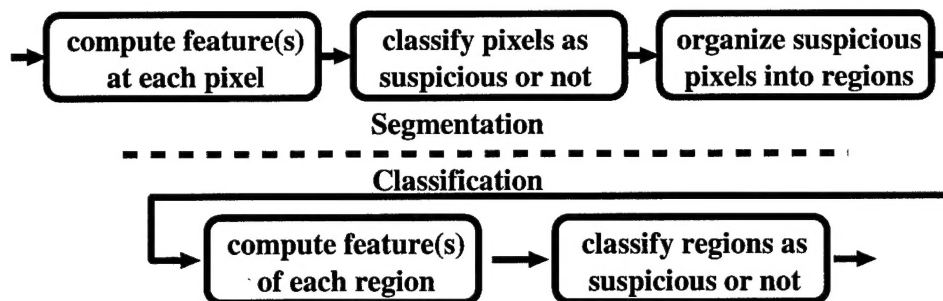 compute feature(s)
at each pixel
classify pixels as
suspicious or not
organize suspicious
pixels into regions
Segmentation
Classification
compute feature(s)
of each region
classify regions as
suspicious or not